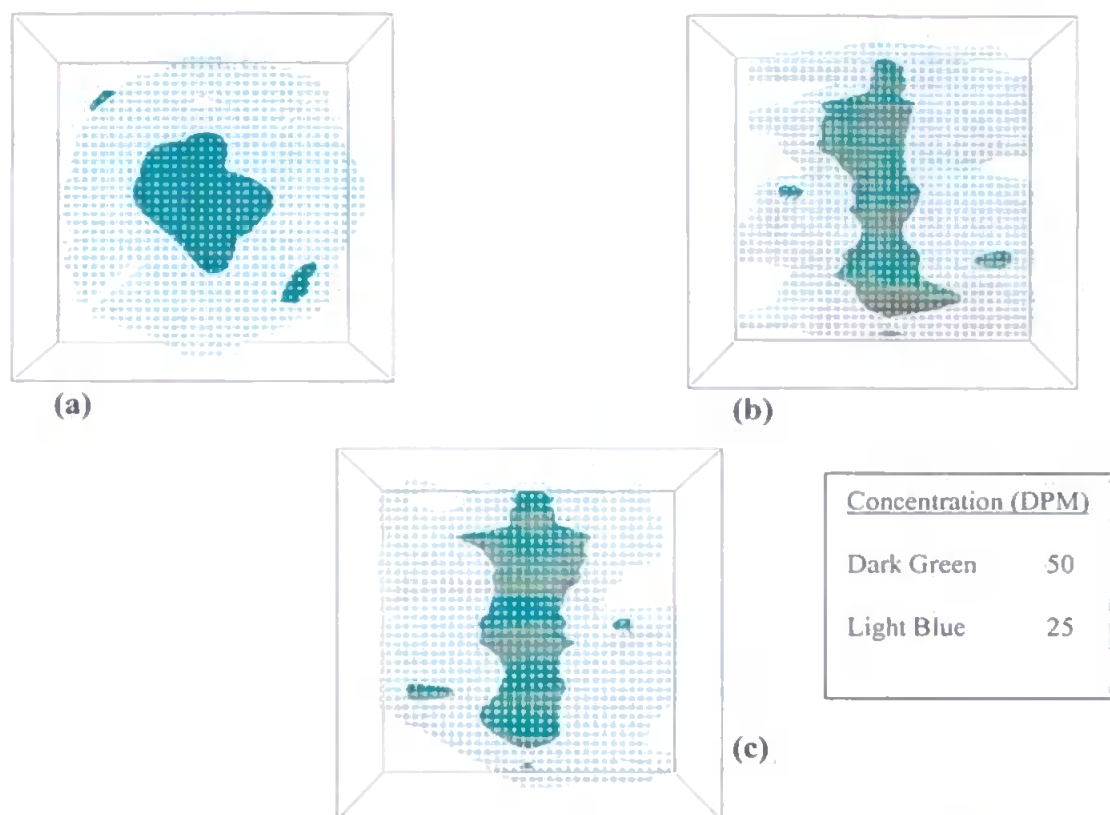 (a)
(b)
(c)
Concentration (DPM)
Dark Green 50
Light Blue 25